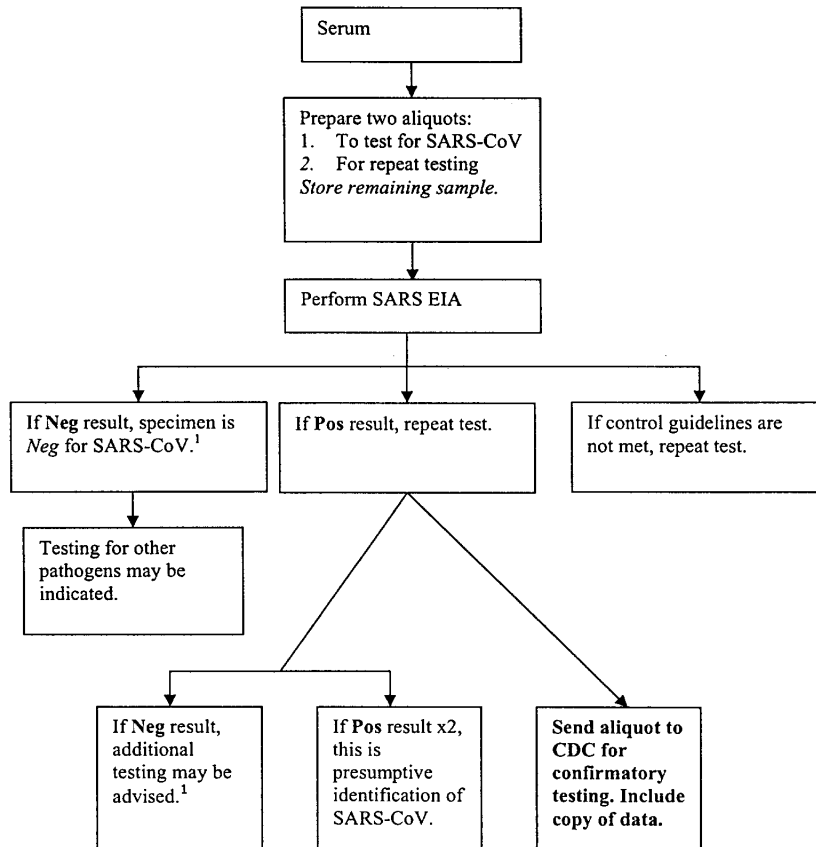 Serum
Prepare two aliquots:
1. To test for SARS-CoV
2. For repeat testing
Store remaining sample.
Perform SARS EIA
If Neg result, specimen is
Neg for SARS-CoV.1
If Pos result, repeat test.
If control guidelines are
not met, repeat test.
Testing for other
pathogens may be
indicated.
If Neg result,
additional
testing may be
advised.1
If Pos result x2,
this is
presumptive
identification of
SARS-CoV.
Send aliquot to
CDC for
confirmatory
testing. Include
copy of data.